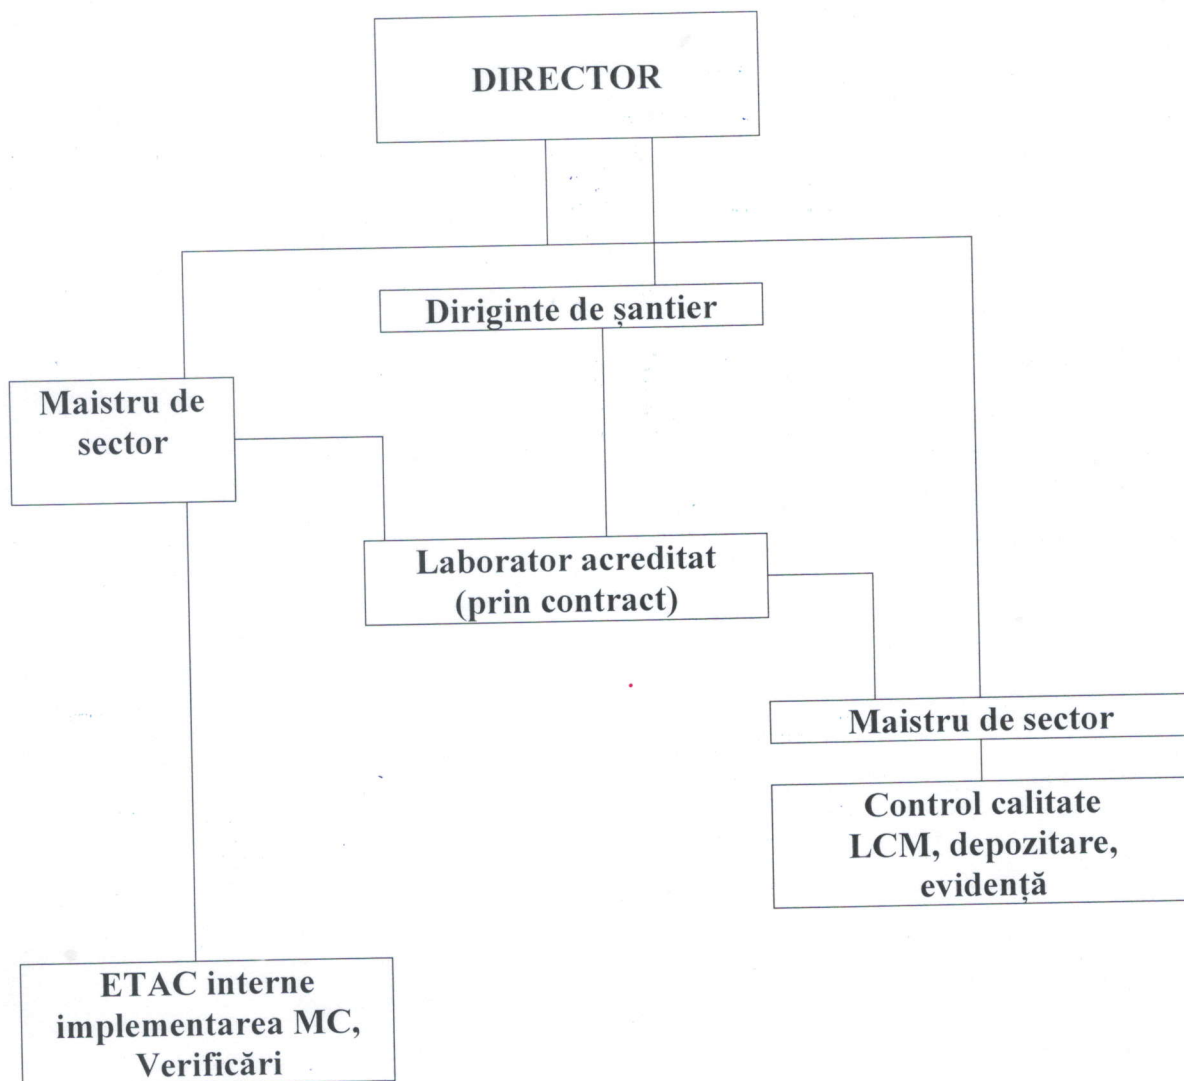 DIRECTOR
Diriginte de șantier
Maistru de
sector
Laborator acreditat
(prin contract)
Maistru de sector
Control calitate
LCM, depozitare,
evidență
ETAC interne
implementarea MC,
Verificări